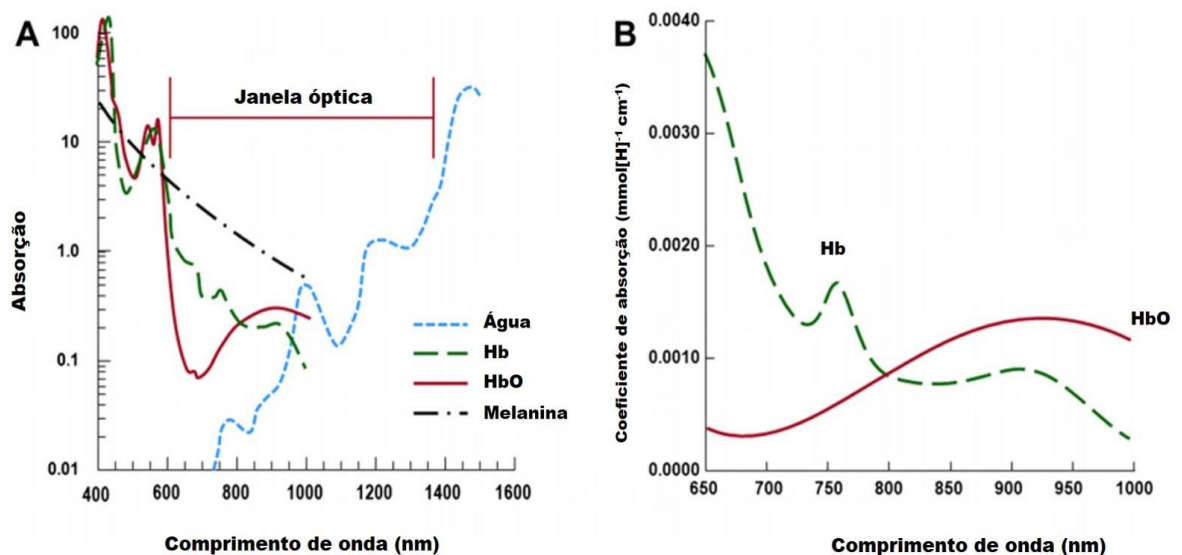 A
Absorção
100
10
1.0
0.1
0.01
Janela óptica
Água
Hb
HbO
Melanina
400 600 800 1000 1200 1400 1600
Comprimento de onda (nm)
B
Coeficiente de absorção (mmol[H]⁻¹ cm⁻¹)
0.0040
0.0030
0.0020
0.0010
0.0000
Hb
HbO
650 700 750 800 850 900 950 1000
Comprimento de onda (nm)